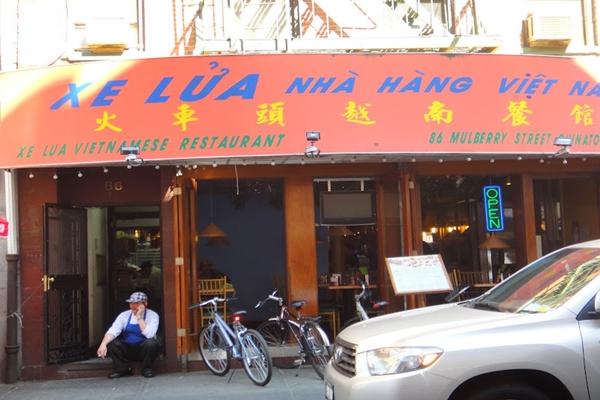 XE LỬA NHÀ HÀNG VIỆT NA
火車頭越南餐館
XE LUA VIETNAMESE RESTAURANT 86 MULBERRY STREET
86
OPEN